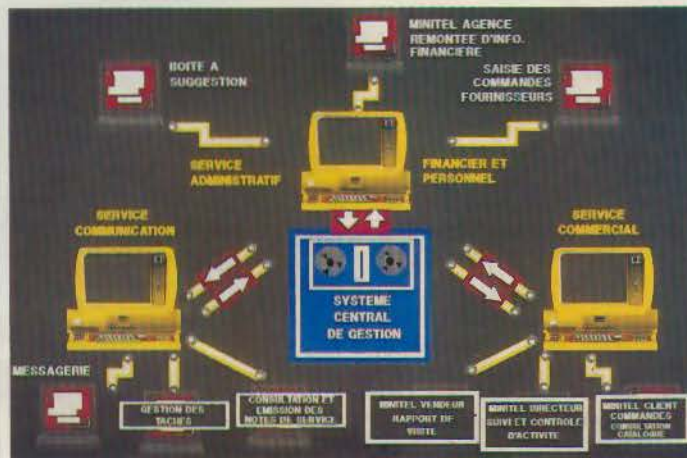 MINITEL AGENCE
REMONTEE D'INFO.
FINANCIERE
BOITE A
SUGGESTION
SAISIE DES
COMMANDES
FOURNISSEURS
SERVICE
ADMINISTRATIF
FINANCIER ET
PERSONNEL
SERVICE
COMMUNICATION
SERVICE
COMMERCIAL
SYSTEME
CENTRAL
DE GESTION
MESSAGERIE
GESTION DES
TACHES
CONSULTATION ET
EMISSION DES
NOTES DE SERVICE
MINITEL VENDEUR
RAPPORT DE
VISITE
MINITEL DIRECTEUR
SUIVI ET CONTROLE
D'ACTIVITE
MINITEL CLIENT
COMMANDES
CONSULTATION
CATALOGUE